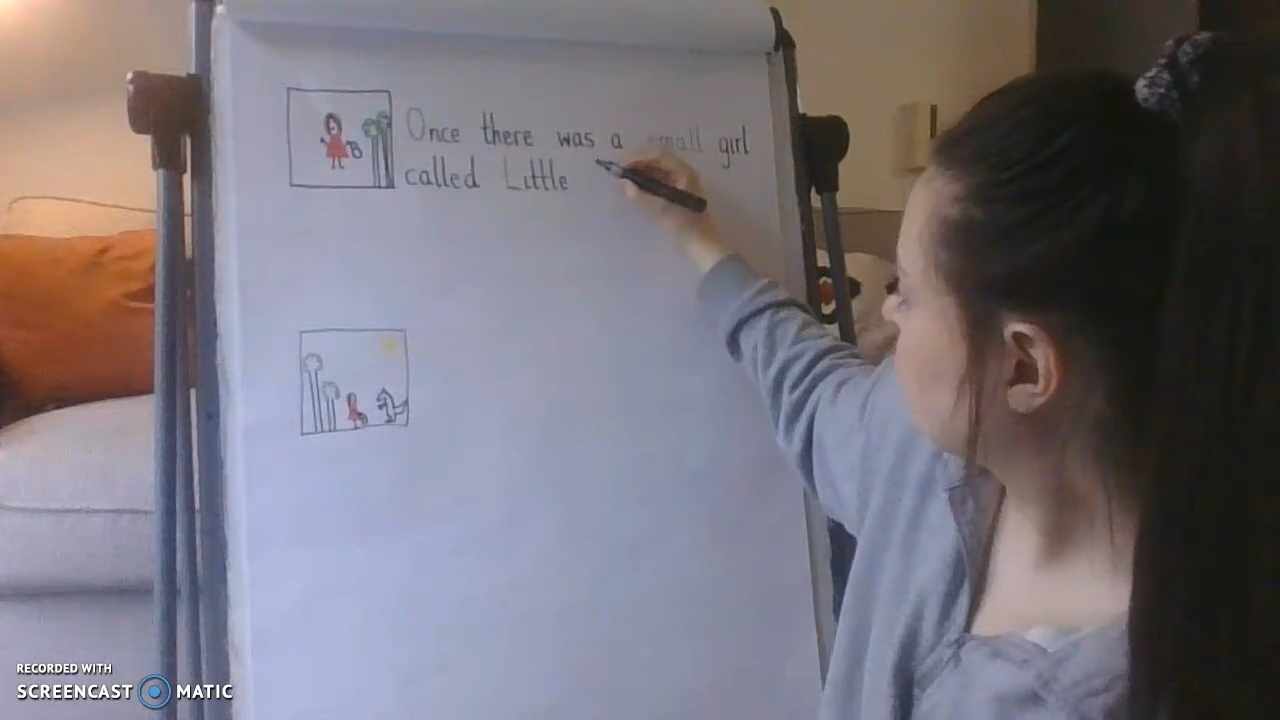 Once there was a small girl
called Little
RECORDED WITH
SCREENCAST MATIC